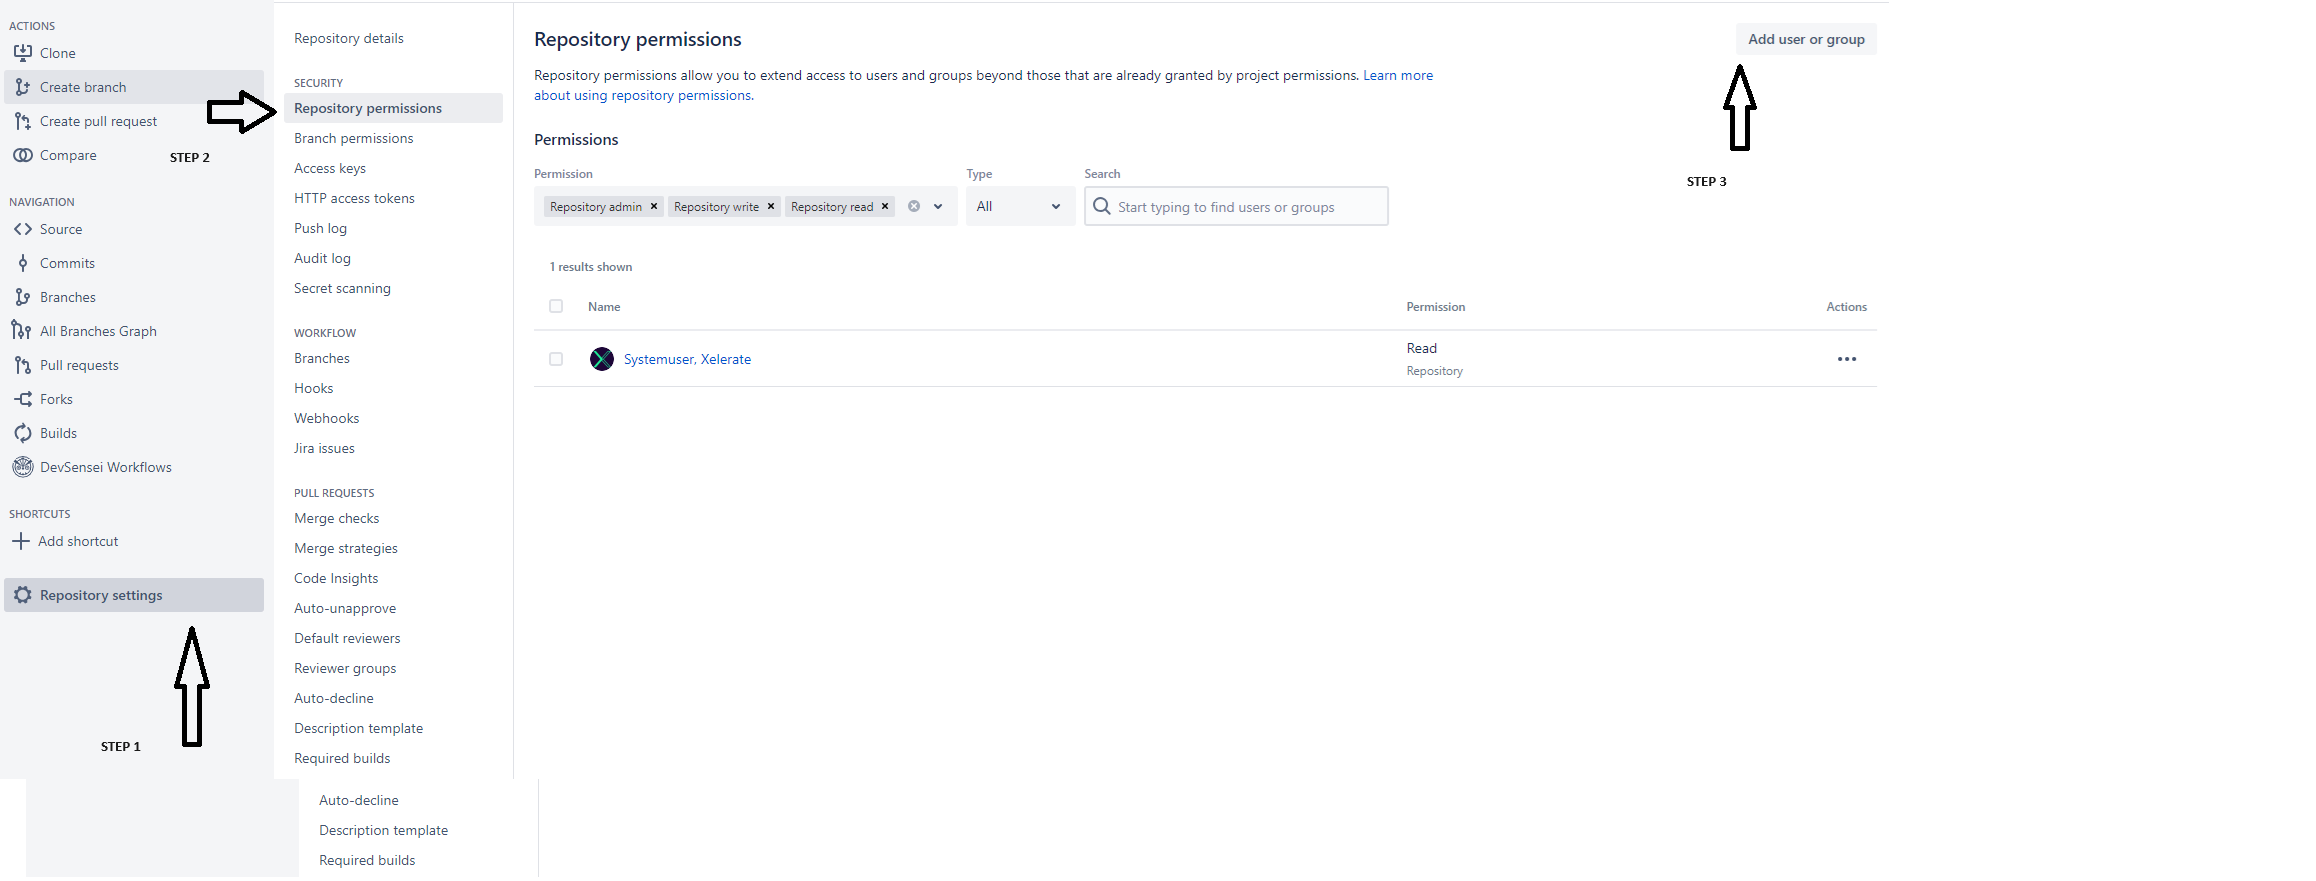 ACTIONS
Clone
Create branch
Create pull request
Compare
STEP 2
NAVIGATION
Source
Commits
Branches
All Branches Graph
Pull requests
Forks
Builds
DevSensei Workflows
SHORTCUTS
Add shortcut
Repository settings
STEP 1
Repository details
SECURITY
Repository permissions
Branch permissions
Access keys
HTTP access tokens
Push log
Audit log
Secret scanning
WORKFLOW
Branches
Hooks
Webhooks
Jira issues
PULL REQUESTS
Merge checks
Merge strategies
Code Insights
Auto-unapprove
Default reviewers
Reviewer groups
Auto-decline
Description template
Required builds
Auto-decline
Description template
Required builds
Repository permissions
Add user or group
Repository permissions allow you to extend access to users and groups beyond those that are already granted by project permissions. Learn more
about using repository permissions.
STEP 3
Permissions
Permission Type Search
Repository admin Repository write Repository read All Start typing to find users or groups
1 results shown
Name Permission Actions
Systemuser, Xelerate Read
Repository